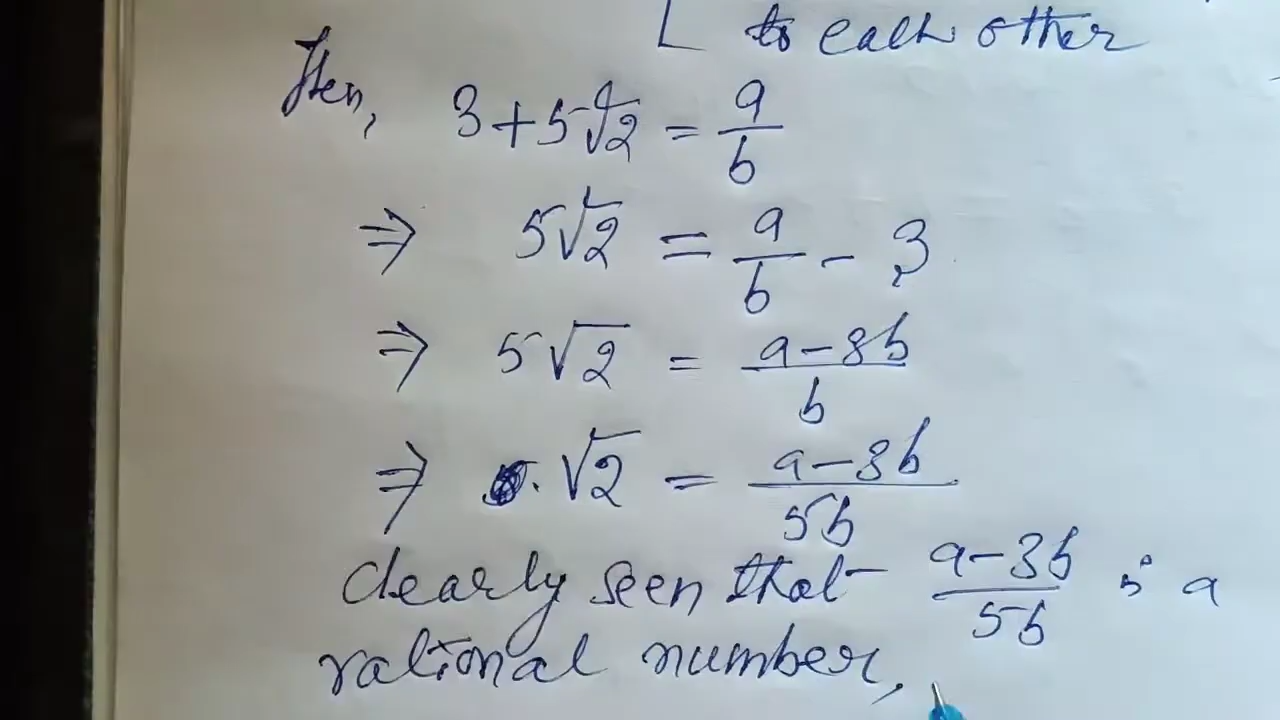 to each other
Then, 3 + 5√2 = a/b
⇒ 5√2 = a/b - 3
⇒ 5√2 = (a-3b)/b
⇒ √2 = (a-3b)/5b
clearly seen that (a-3b)/5b is a
rational number,